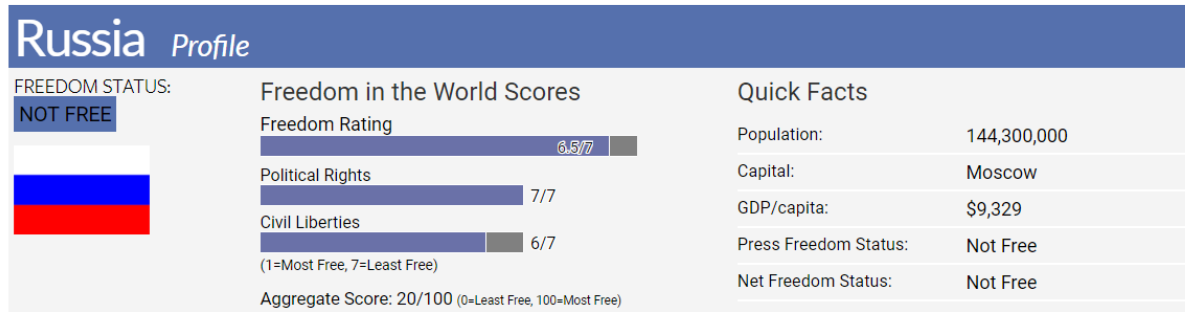 Russia Profile
FREEDOM STATUS:
NOT FREE
Freedom in the World Scores
Freedom Rating
6.5/7
Political Rights
7/7
Civil Liberties
6/7
(1=Most Free, 7=Least Free)
Aggregate Score: 20/100 (0=Least Free, 100=Most Free)
Quick Facts
Population: 144,300,000
Capital: Moscow
GDP/capita: $9,329
Press Freedom Status: Not Free
Net Freedom Status: Not Free